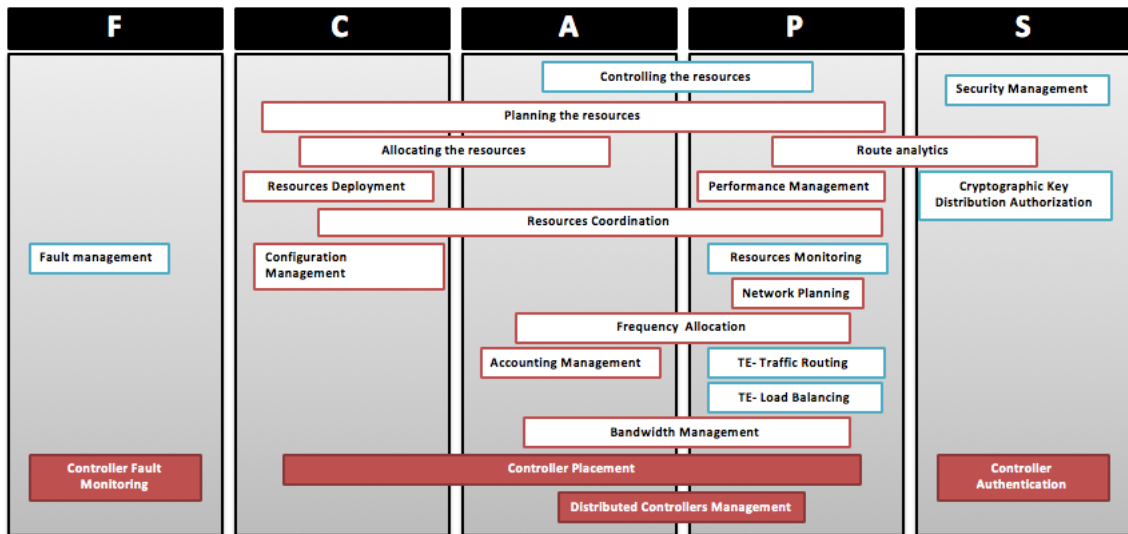 F
C
A
P
S
Controlling the resources
Security Management
Planning the resources
Allocating the resources
Route analytics
Resources Deployment
Performance Management
Cryptographic Key
Distribution Authorization
Resources Coordination
Fault management
Configuration
Management
Resources Monitoring
Network Planning
Frequency Allocation
Accounting Management
TE- Traffic Routing
TE- Load Balancing
Bandwidth Management
Controller Fault
Monitoring
Controller Placement
Controller
Authentication
Distributed Controllers Management